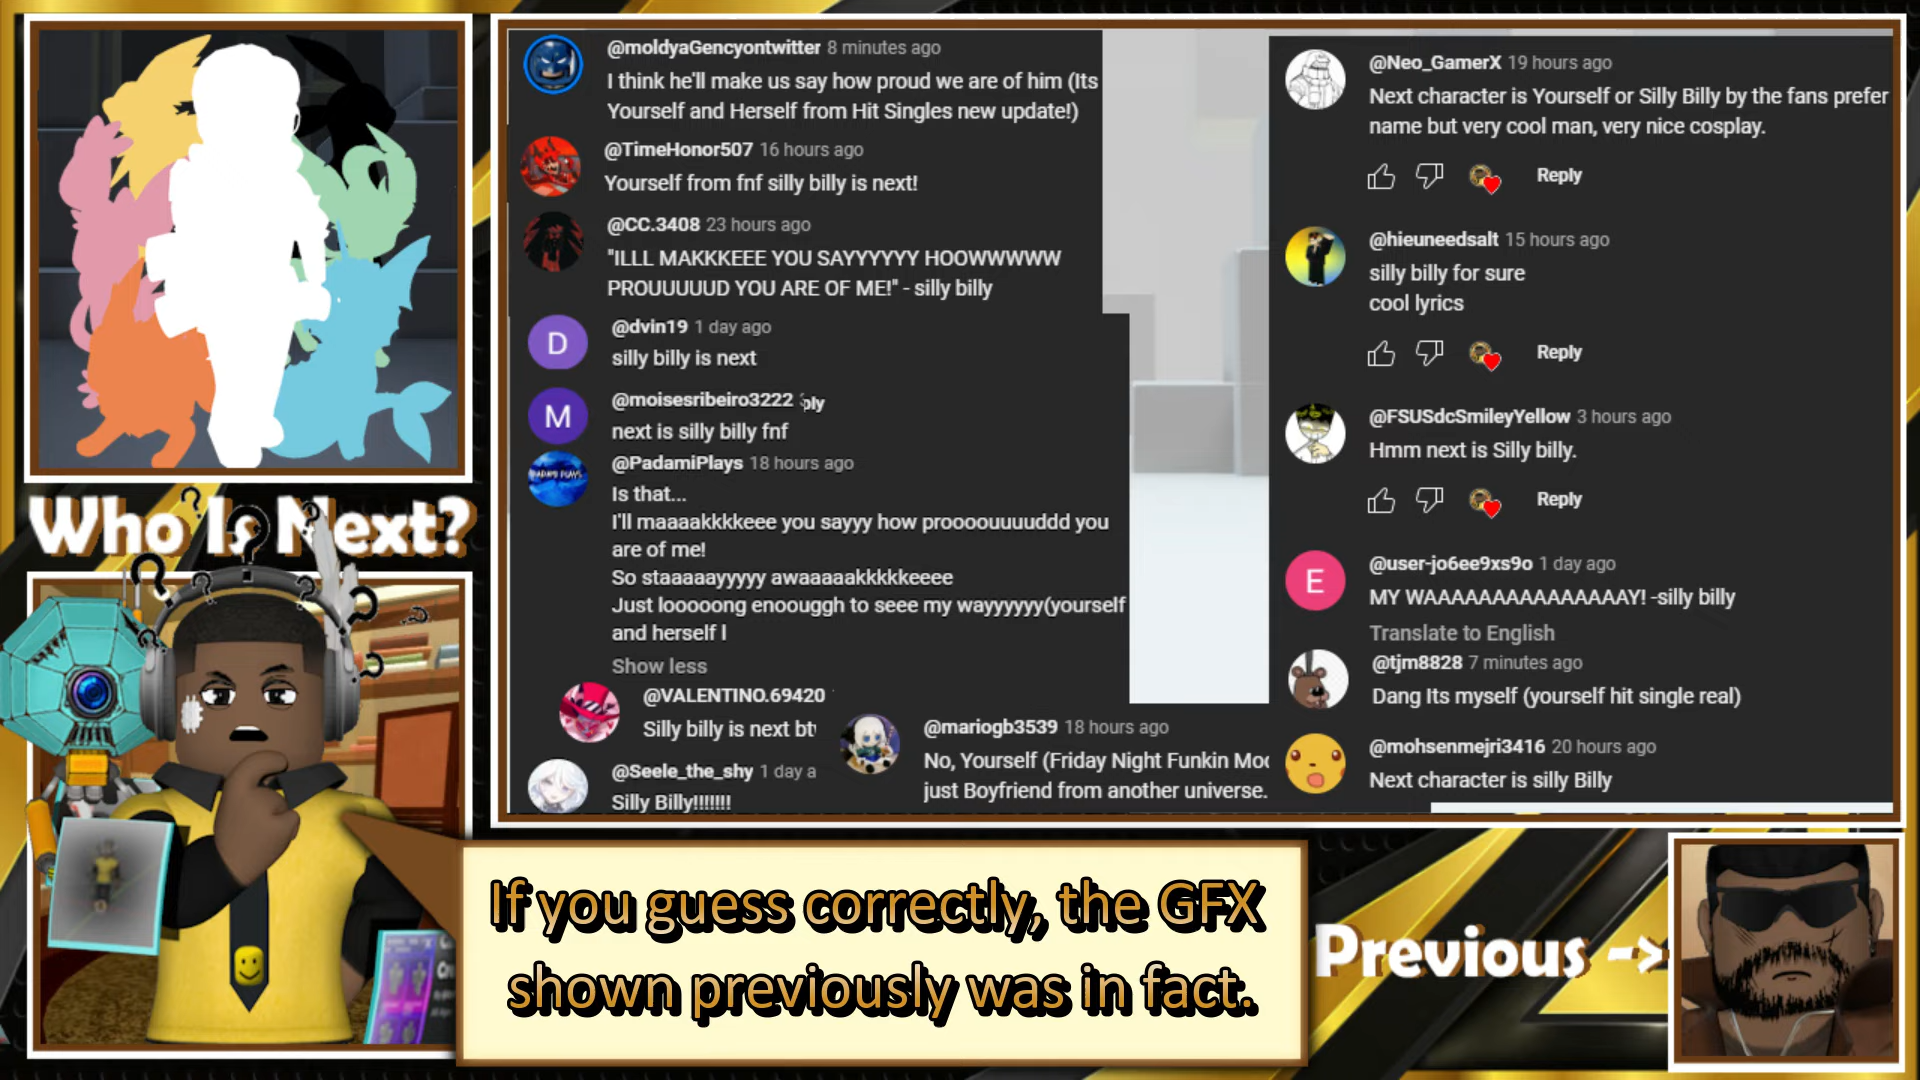 @moldyaGencyontwitter 8 minutes ago
I think he'll make us say how proud we are of him (Its
Yourself and Herself from Hit Singles new update!)
@TimeHonor507 16 hours ago
Yourself from fnf silly billy is next!
@CC.3408 23 hours ago
"ILLL MAKKKEEE YOU SAYYYYYY HOOWWWWW
PROUUUUUD YOU ARE OF ME!" - silly billy
D
@dvin19 1 day ago
silly billy is next
M
@moisesribeiro3222 ply
next is silly billy fnf
PADAMI PLAYS
@PadamiPlays 18 hours ago
Is that...
I'll maaaakkkkeee you sayyy how proooouuuuddd you
are of me!
So staaaaayyyyy awaaaaakkkkkeeee
Just looooong enoouggh to seee my wayyyyyy(yourself
and herself l
Show less
@VALENTINO.69420
Silly billy is next bt
@Seele_the_shy 1 day a
Silly Billy!!!!!!!
@mariogb3539 18 hours ago
No, Yourself (Friday Night Funkin Mod
just Boyfriend from another universe.
@Neo_GamerX 19 hours ago
Next character is Yourself or Silly Billy by the fans prefer
name but very cool man, very nice cosplay.
Reply
@hieuneedsalt 15 hours ago
silly billy for sure
cool lyrics
Reply
@FSUSdcSmileyYellow 3 hours ago
Hmm next is Silly billy.
Reply
E
@user-jo6ee9xs9o 1 day ago
MY WAAAAAAAAAAAAAAAY! -silly billy
Translate to English
@tjm8828 7 minutes ago
Dang Its myself (yourself hit single real)
@mohsenmejri3416 20 hours ago
Next character is silly Billy
Who Is Next?
If you guess correctly, the GFX
shown previously was in fact.
Previous ->